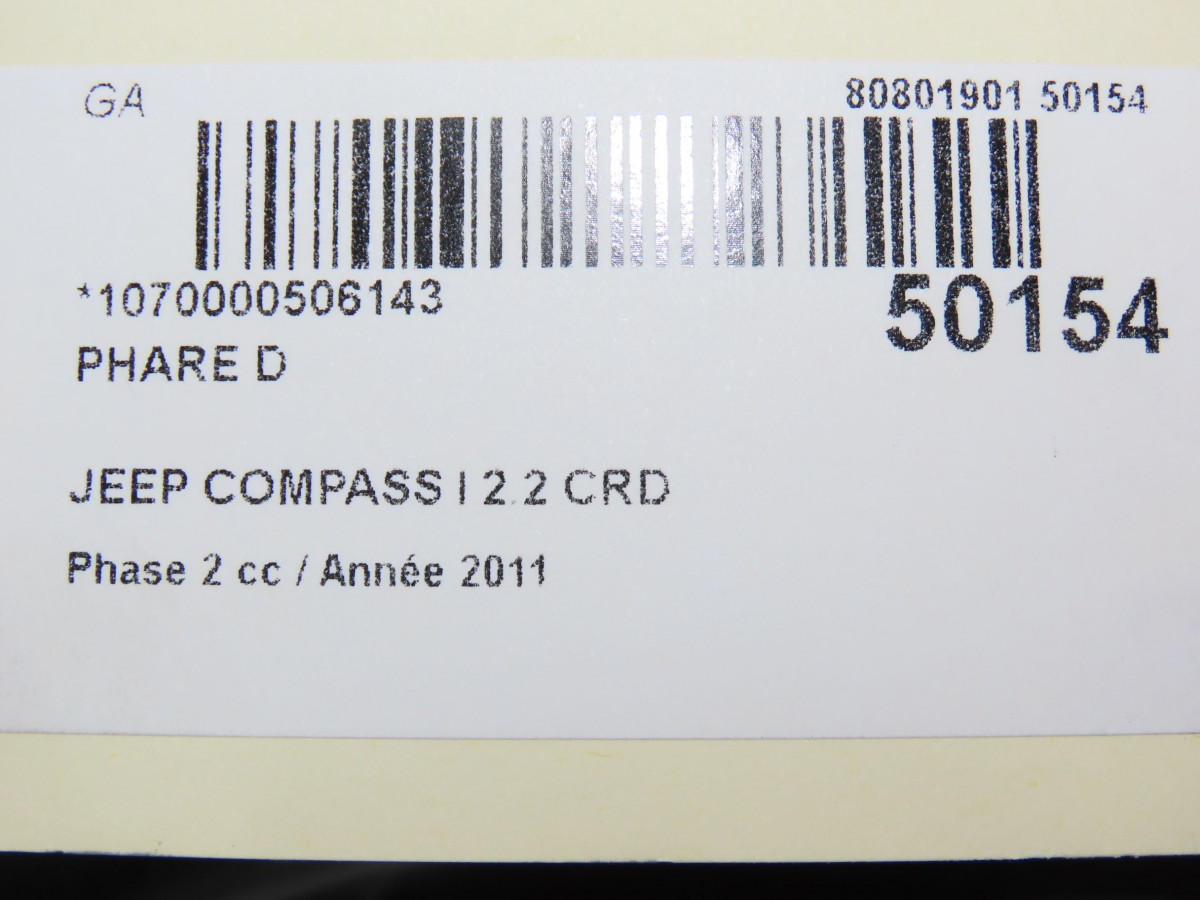 GA
80801901 50154
*1070000506143
50154
PHARE D
JEEP COMPASS I 2.2 CRD
Phase 2 cc / Année 2011